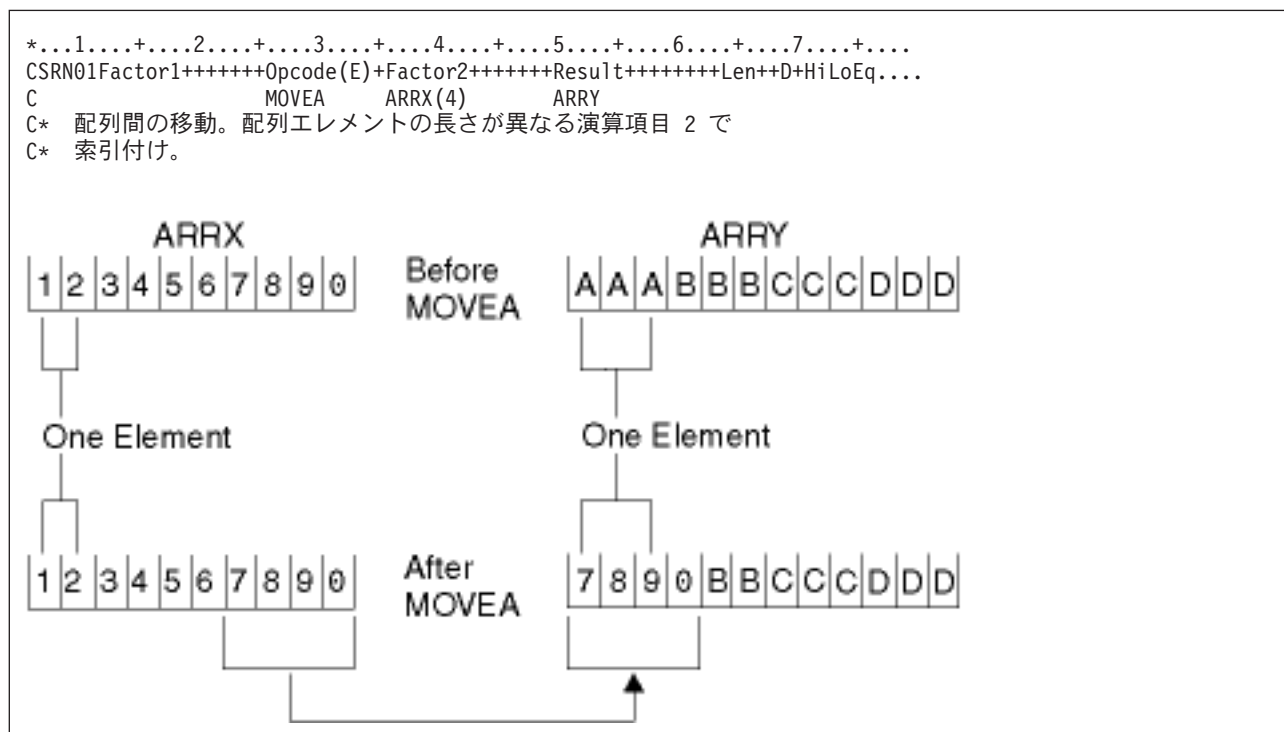 *...1....+....2....+....3....+....4....+....5....+....6....+....7....+....
CSRN01Factor1+++++++Opcode(E)+Factor2+++++++Result++++++++Len++D+HiLoEq....
C                   MOVEA     ARRX(4)       ARRY
C*  配列間の移動。配列エレメントの長さが異なる演算項目 2 で
C*  索引付け。
ARRX ARRY
1 2 3 4 5 6 7 8 9 0 Before MOVEA A A A B B B C C C D D D
One Element One Element
1 2 3 4 5 6 7 8 9 0 After MOVEA 7 8 9 0 B B C C C D D D